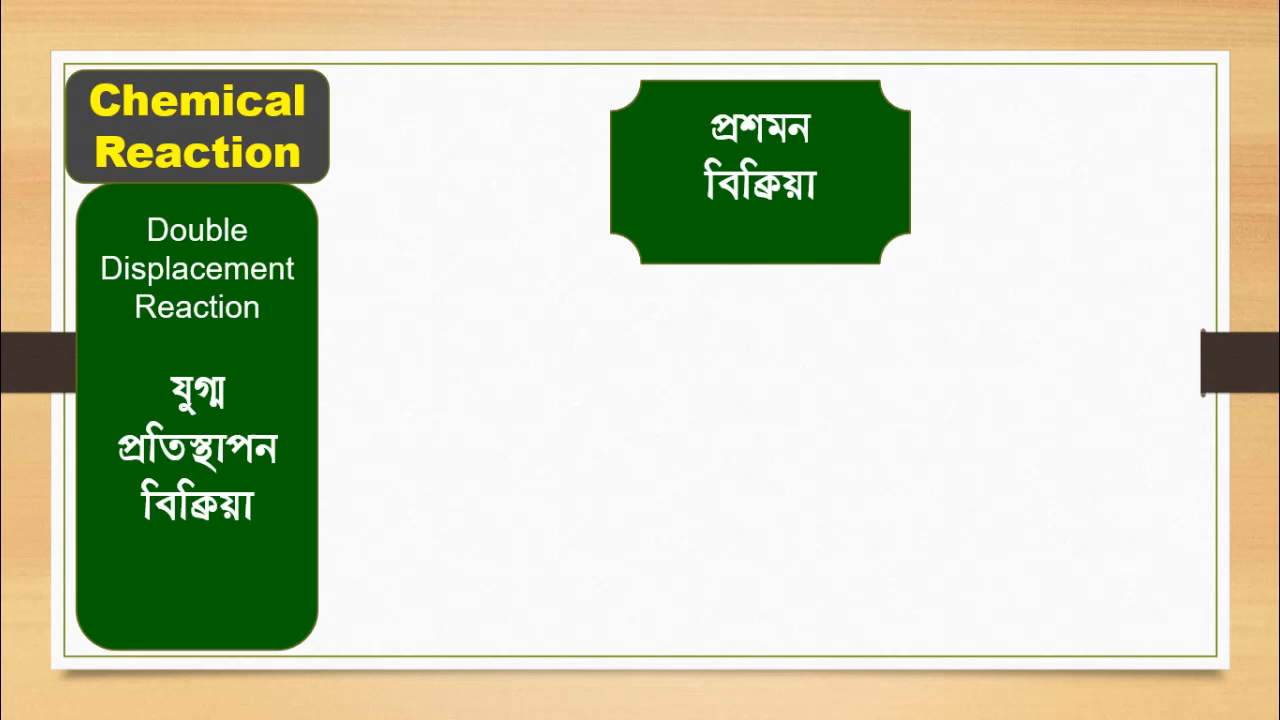 Chemical
Reaction
Double
Displacement
Reaction
যুগ্ম
প্রতিস্থাপন
বিক্রিয়া
প্রশমন
বিক্রিয়া